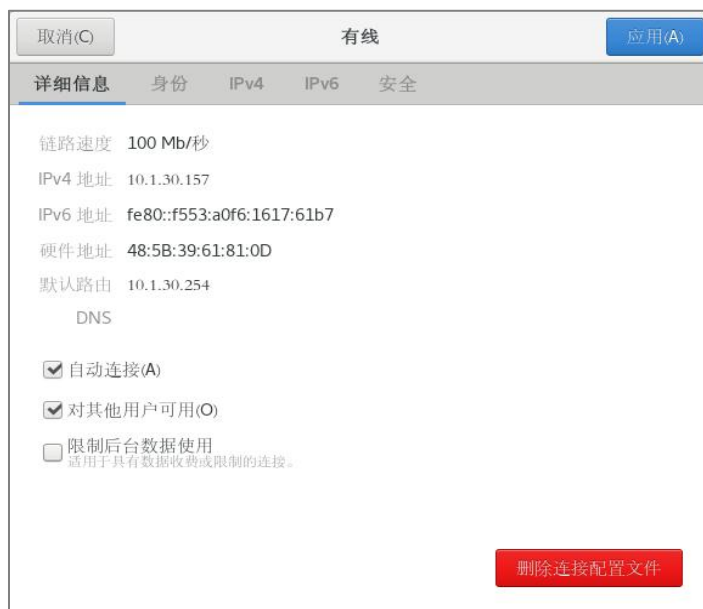 取消(C) 有线 应用(A)
详细信息 身份 IPv4 IPv6 安全
链路速度 100 Mb/秒
IPv4 地址 10.1.30.157
IPv6 地址 fe80::f553:a0f6:1617:61b7
硬件地址 48:5B:39:61:81:0D
默认路由 10.1.30.254
DNS
自动连接(A)
对其他用户可用(O)
限制后台数据使用
适用于具有数据收费或限制的连接。
删除连接配置文件